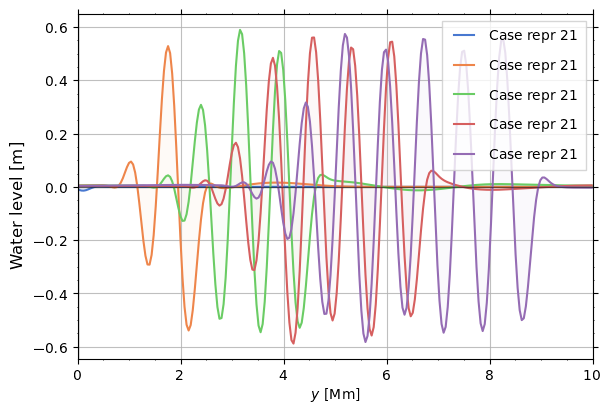 0.6
0.4
0.2
0.0
−0.2
−0.4
−0.6
Water level [m]
Case repr 21
Case repr 21
Case repr 21
Case repr 21
Case repr 21
0 2 4 6 8 10
y [Mm]